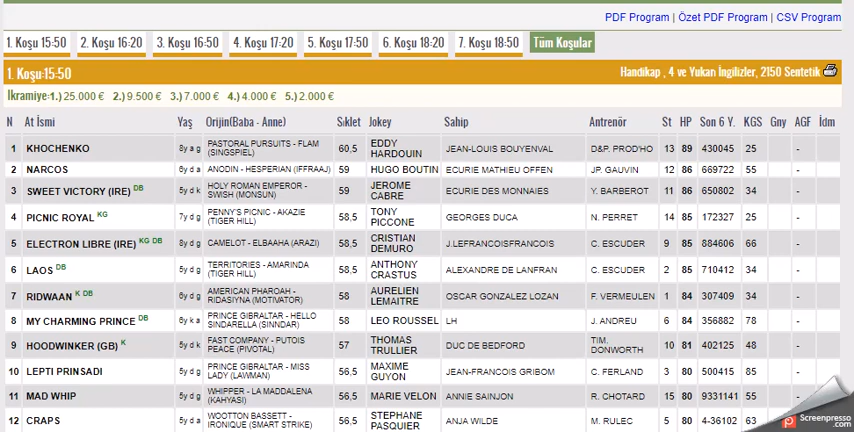 PDF Program | Özet PDF Program | CSV Program
1. Koşu 15:50 2. Koşu 16:20 3. Koşu 16:50 4. Koşu 17:20 5. Koşu 17:50 6. Koşu 18:20 7. Koşu 18:50 Tüm Koşular
1. Koşu:15:50 Handikap , 4 ve Yukarı İngilizler, 2150 Sentetik
İkramiye:1.) 25.000 € 2.) 9.500 € 3.) 7.000 € 4.) 4.000 € 5.) 2.000 €
N At İsmi Yaş Orijin(Baba - Anne) Sıklet Jokey Sahip Antrenör St HP Son 6 Y. KGS Gny AGF İdm
1 KHOCHENKO 8y a g PASTORAL PURSUITS - FLAM (SINGSPIEL) 60,5 EDDY HARDOUIN JEAN-LOUIS BOUYENVAL D&P. PROD'HO 13 89 430045 25 -
2 NARCOS 6y d a ANODIN - HESPERIAN (IFFRAAJ) 59 HUGO BOUTIN ECURIE MATHIEU OFFEN JP. GAUVIN 12 86 669722 55 -
3 SWEET VICTORY (IRE) DB 5y d k HOLY ROMAN EMPEROR - SWISH (MONSUN) 59 JEROME CABRE ECURIE DES MONNAIES Y. BARBEROT 11 86 650802 34 -
4 PICNIC ROYAL KG 7y d g PENNY'S PICNIC - AKAZIE (TIGER HILL) 58,5 TONY PICCONE GEORGES DUCA N. PERRET 14 85 172327 25 -
5 ELECTRON LIBRE (IRE) KG DB 8y d g CAMELOT - ELBAAHA (ARAZI) 58,5 CRISTIAN DEMURO J.LEFRANCOISFRANCOIS C. ESCUDER 9 85 884606 66 -
6 LAOS DB 5y d g TERRITORIES - AMARINDA (TIGER HILL) 58,5 ANTHONY CRASTUS ALEXANDRE DE LANFRAN C. ESCUDER 2 85 710412 34 -
7 RIDWAAN K DB 6y d g AMERICAN PHAROAH - RIDASIYNA (MOTIVATOR) 58 AURELIEN LEMAITRE OSCAR GONZALEZ LOZAN F. VERMEULEN 1 84 307409 34 -
8 MY CHARMING PRINCE DB 6y k a PRINCE GIBRALTAR - HELLO SINDARELLA (SINNDAR) 58 LEO ROUSSEL LH J. ANDREU 6 84 356882 78 -
9 HOODWINKER (GB) K 5y d k FAST COMPANY - PUTOIS PEACE (PIVOTAL) 57 THOMAS TRULLIER DUC DE BEDFORD TIM. DONWORTH 10 81 402125 48 -
10 LEPTI PRINSADI 5y d g PRINCE GIBRALTAR - MISS LADY (LAWMAN) 56,5 MAXIME GUYON JEAN-FRANCOIS GRIBOM C. FERLAND 3 80 500415 85 -
11 MAD WHIP 5y d g WHIPPER - LA MADDALENA (KAHYASI) 56,5 MARIE VELON ANNIE SAINJON R. CHOTARD 15 80 9331141 55 -
12 CRAPS 5y d a WOOTTON BASSETT - IRONIQUE (SMART STRIKE) 56,5 STEPHANE PASQUIER ANJA WILDE M. RULEC 5 80 4-36102 63 -
Screenpresso.com